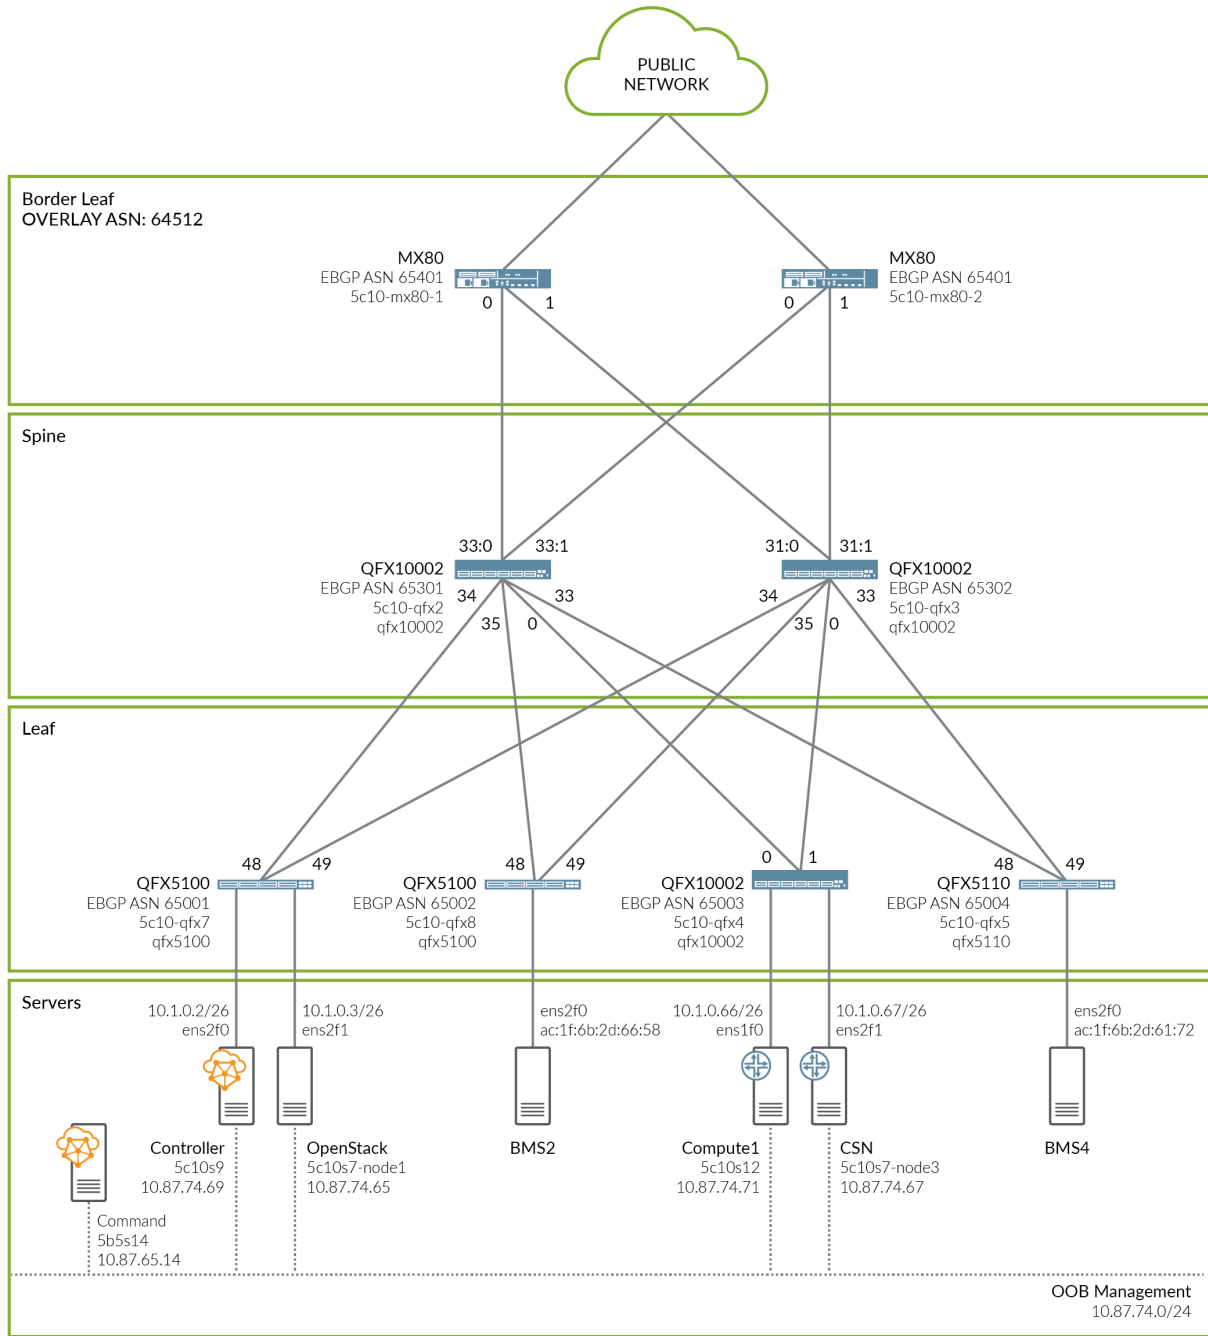 PUBLIC
NETWORK
Border Leaf
OVERLAY ASN: 64512
MX80
EBGP ASN 65401
5c10-mx80-1
0
1
MX80
EBGP ASN 65401
5c10-mx80-2
0
1
Spine
33:0
33:1
QFX10002
EBGP ASN 65301
5c10-qfx2
qfx10002
34
33
35
0
31:0
31:1
QFX10002
EBGP ASN 65302
5c10-qfx3
qfx10002
34
33
35
0
Leaf
48
49
QFX5100
EBGP ASN 65001
5c10-qfx7
qfx5100
48
49
QFX5100
EBGP ASN 65002
5c10-qfx8
qfx5100
0
1
QFX10002
EBGP ASN 65003
5c10-qfx4
qfx10002
48
49
QFX5110
EBGP ASN 65004
5c10-qfx5
qfx5110
Servers
10.1.0.2/26
ens2f0
10.1.0.3/26
ens2f1
ens2f0
ac:1f:6b:2d:66:58
10.1.0.66/26
ens1f0
10.1.0.67/26
ens2f1
ens2f0
ac:1f:6b:2d:61:72
Controller
5c10s9
10.87.74.69
OpenStack
5c10s7-node1
10.87.74.65
BMS2
Compute1
5c10s12
10.87.74.71
CSN
5c10s7-node3
10.87.74.67
BMS4
Command
5b5s14
10.87.65.14
OOB Management
10.87.74.0/24